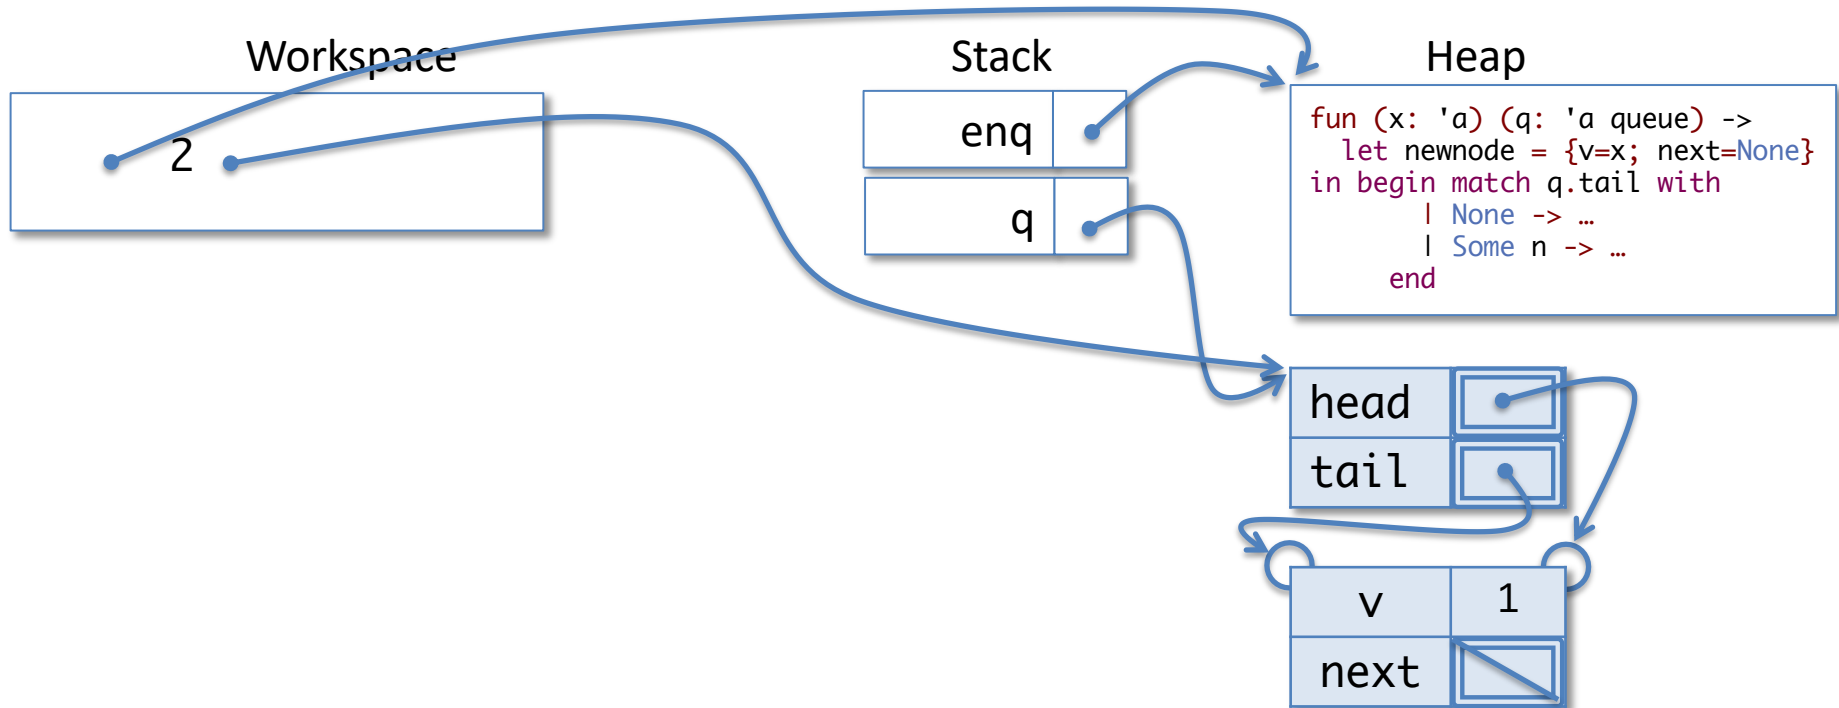 Workspace
Stack
Heap
2
enq
q
fun (x: 'a) (q: 'a queue) ->
let newnode = {v=x; next=None}
in begin match q.tail with
| None -> …
| Some n -> …
end
head
tail
v 1
next